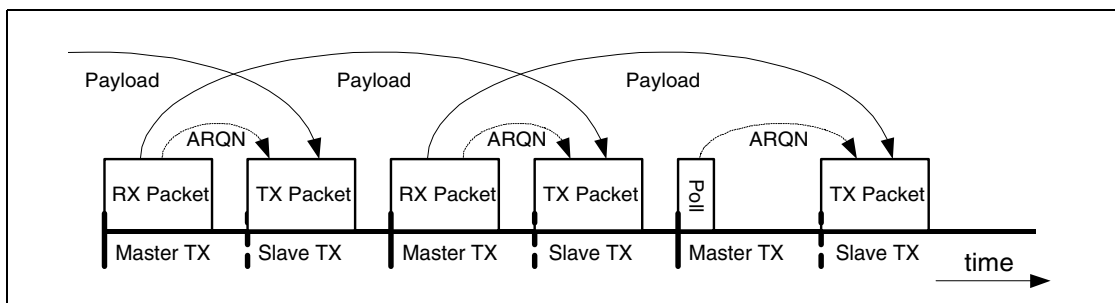 Payload Payload Payload
ARQN ARQN ARQN
RX Packet TX Packet RX Packet TX Packet Poll TX Packet
Master TX Slave TX Master TX Slave TX Master TX Slave TX
time